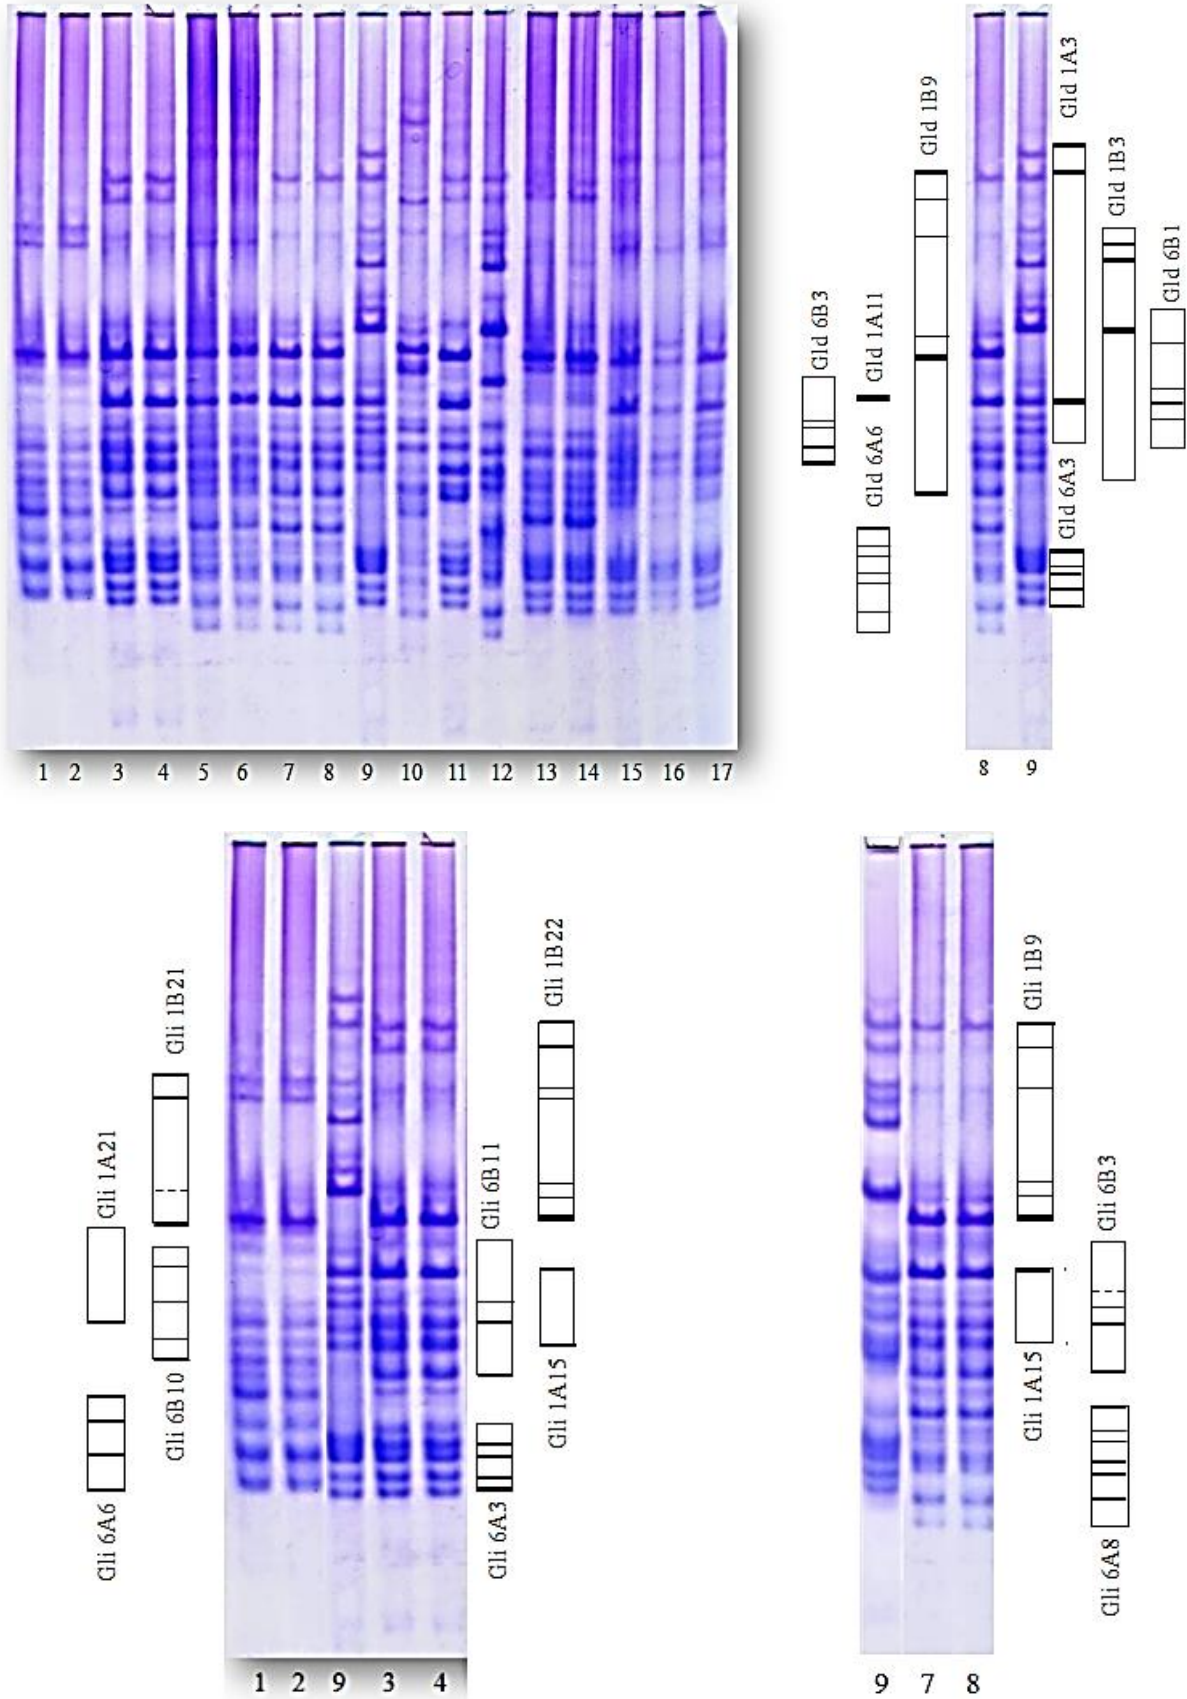 Gld 1A3
Gld 1B9
Gld 1B3
Gld 6B1
Gld 6B3
Gld 1A11
Gld 6A6
Gld 6A3
1 2 3 4 5 6 7 8 9 10 11 12 13 14 15 16 17
8 9
Gli 1B22
Gli 1B21
Gli 1A21
Gli 6B11
Gli 6B10
Gli 1A15
Gli 6A6
Gli 6A3
1 2 9 3 4
Gli 1B9
Gli 6B3
Gli 1A15
Gli 6A8
9 7 8